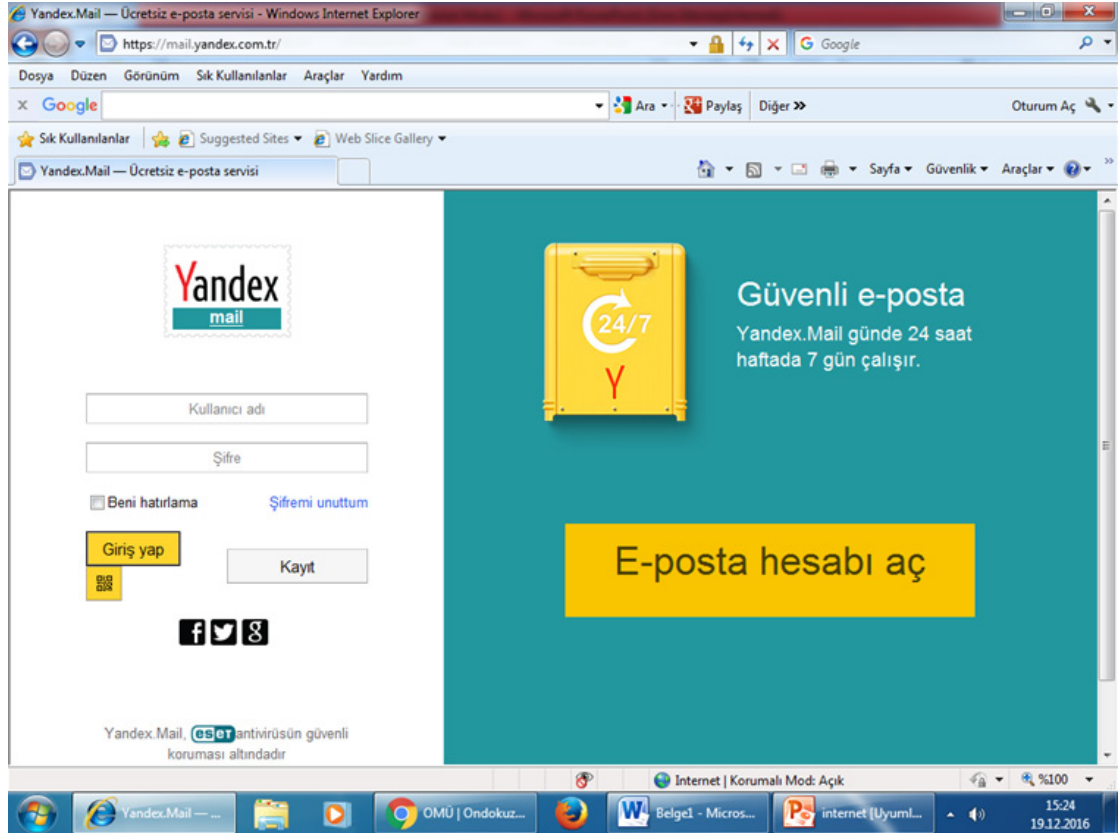 Yandex.Mail — Ücretsiz e-posta servisi - Windows Internet Explorer
https://mail.yandex.com.tr/
G Google
Dosya Düzen Görünüm Sık Kullanılanlar Araçlar Yardım
x Google Ara Paylaş Diğer >> Oturum Aç
Sık Kullanılanlar Suggested Sites Web Slice Gallery
Yandex.Mail — Ücretsiz e-posta servisi Sayfa Güvenlik Araçlar
Yandex
mail
Kullanıcı adı
Şifre
Beni hatırlama Şifremi unuttum
Giriş yap
Kayıt
Yandex.Mail, eset antivirüsün güvenli
koruması altındadır
24/7
Y
Güvenli e-posta
Yandex.Mail günde 24 saat
haftada 7 gün çalışır.
E-posta hesabı aç
Internet | Korumalı Mod: Açık %100
Yandex.Mail — ... OMÜ | Ondokuz... Belge1 - Micros... internet [Uyuml... 15:24
19.12.2016